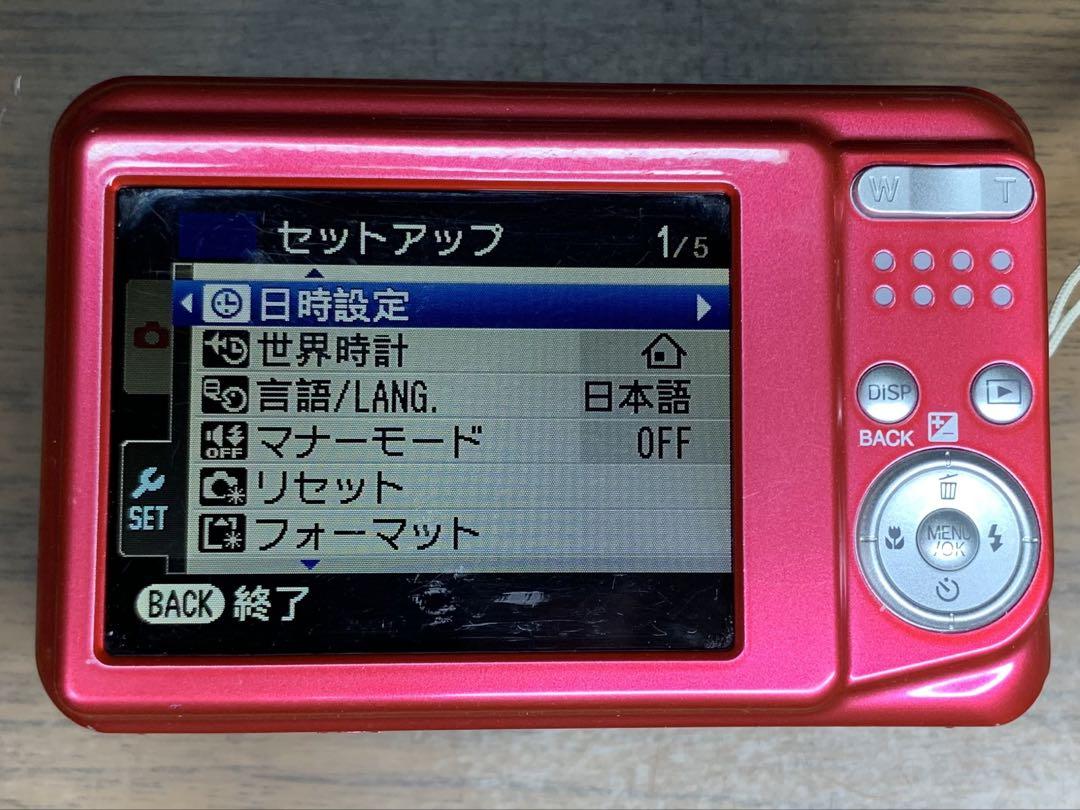 セットアップ 1/5
日時設定
世界時計
言語/LANG. 日本語
OFF マナーモード OFF
リセット
フォーマット
SET
BACK 終了
W T
DISP
BACK
MENU
/OK